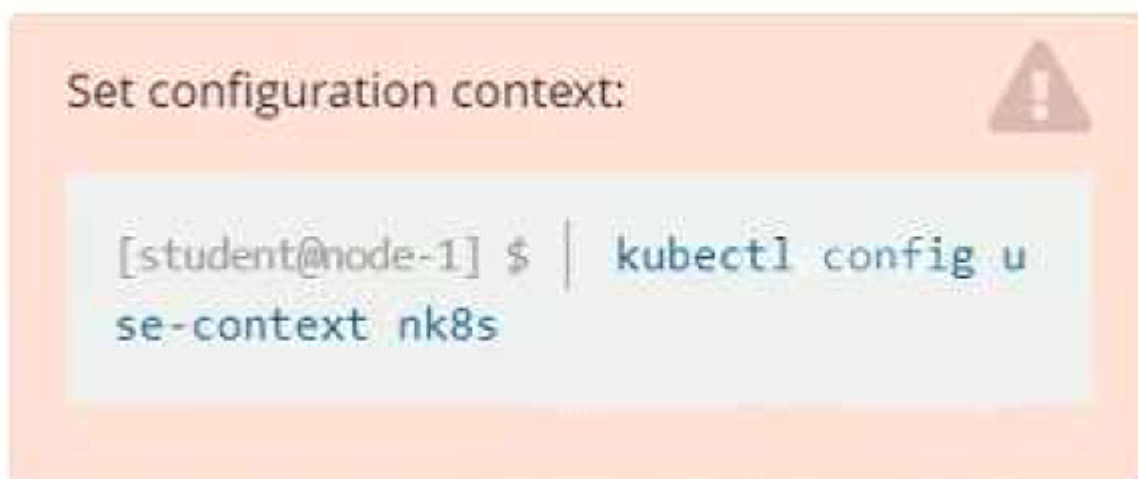 Set configuration context:
[student@node-1] $ | kubectl config u
se-context nk8s